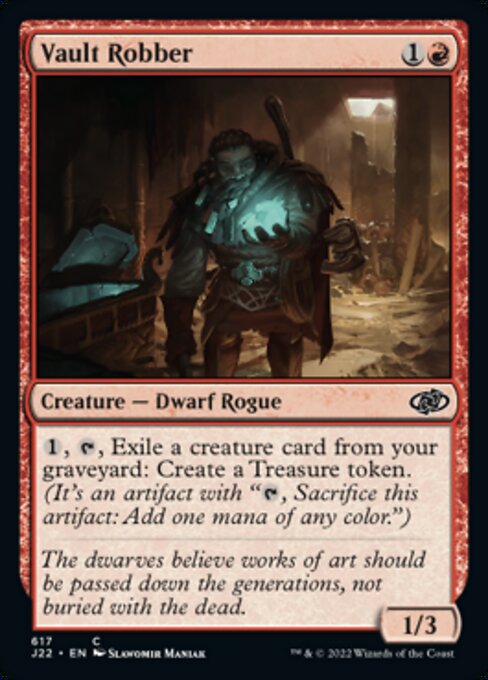 Vault Robber 1
Creature — Dwarf Rogue
1, , Exile a creature card from your
graveyard: Create a Treasure token.
(It's an artifact with “, Sacrifice this
artifact: Add one mana of any color.”)
The dwarves believe works of art should
be passed down the generations, not
buried with the dead.
1/3
617 C
J22 • EN Slawomir Maniak
™ & © 2022 Wizards of the Coast